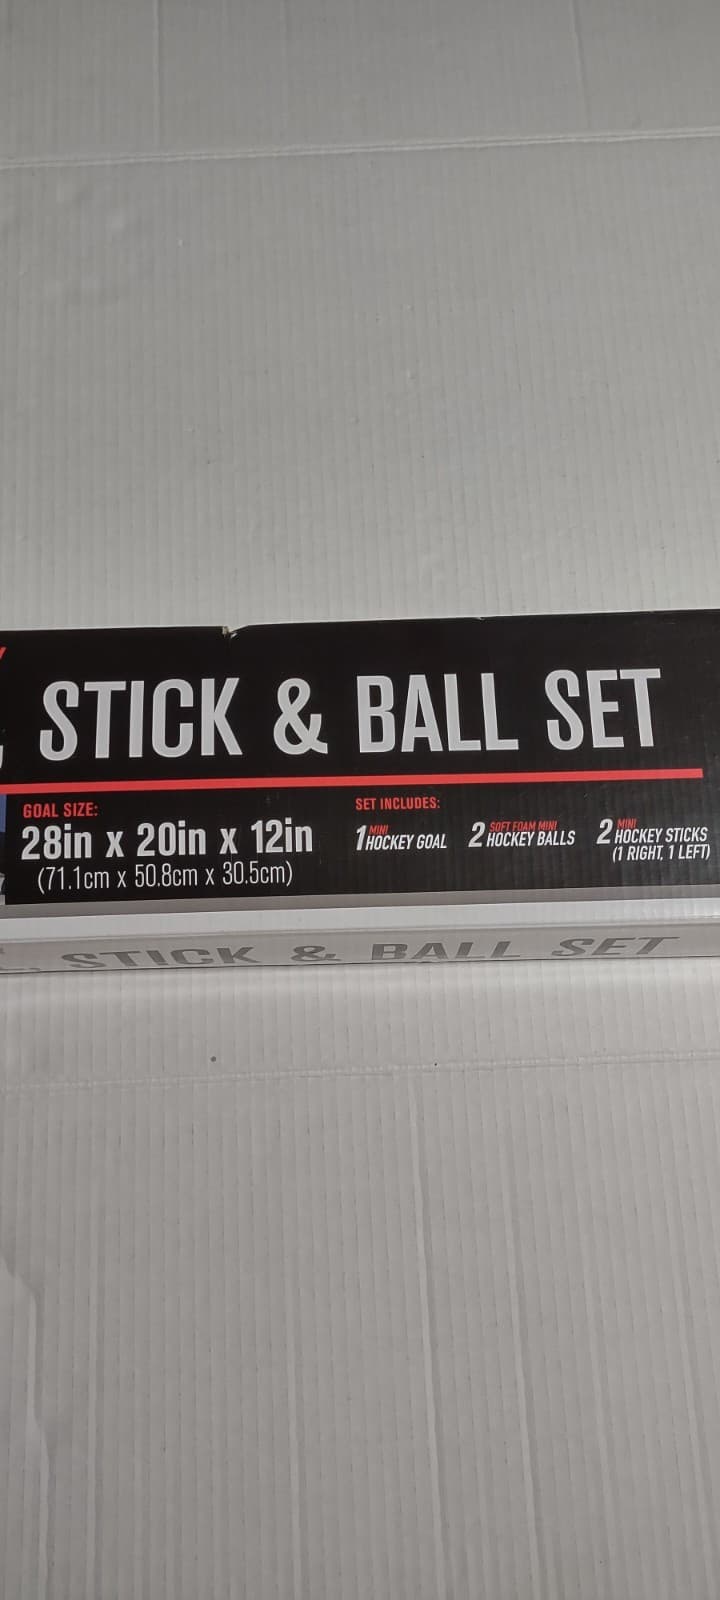 STICK & BALL SET
GOAL SIZE:
28in x 20in x 12in
(71.1cm x 50.8cm x 30.5cm)
SET INCLUDES:
1 MINI HOCKEY GOAL
2 SOFT FOAM MINI HOCKEY BALLS
2 MINI HOCKEY STICKS
(1 RIGHT, 1 LEFT)
, STICK & BALL SET